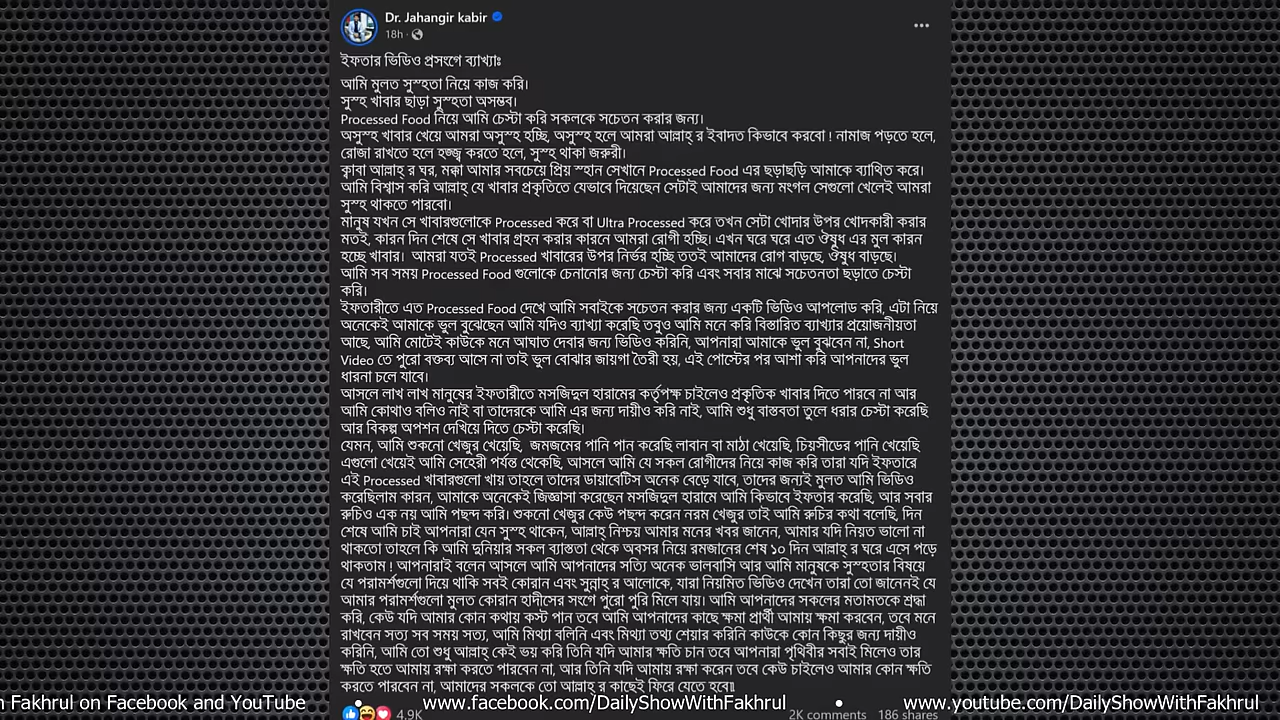 Dr. Jahangir kabir
18h
ইফতার ভিডিও প্রসংগে ব্যাখ্যাঃ
আমি মুলত সুস্হতা নিয়ে কাজ করি।
সুস্হ খাবার ছাড়া সুস্হতা অসম্ভব।
Processed Food নিয়ে আমি চেস্টা করি সকলকে সচেতন করার জন্য।
অসুস্হ খাবার খেয়ে আমরা অসুস্হ হচ্ছি, অসুস্হ হলে আমরা আল্লাহ্ র ইবাদত কিভাবে করবো ! নামাজ পড়তে হলে,
রোজা রাখতে হলে হজ্জ্ব করতে হলে, সুস্হ থাকা জরুরী।
ক্বাবা আল্লাহ্ র ঘর, মক্কা আমার সবচেয়ে প্রিয় স্হান সেখানে Processed Food এর ছড়াছড়ি আমাকে ব্যাথিত করে।
আমি বিশ্বাস করি আল্লাহ্ যে খাবার প্রকৃতিতে যেভাবে দিয়েছেন সেটাই আমাদের জন্য মংগল সেগুলো খেলেই আমরা
সুস্হ থাকতে পারবো।
মানুষ যখন সে খাবারগুলোকে Processed করে বা Ultra Processed করে তখন সেটা খোদার উপর খোদকারী করার
মতই, কারন দিন শেষে সে খাবার গ্রহন করার কারনে আমরা রোগী হচ্ছি। এখন ঘরে ঘরে এত ঔষুধ এর মুল কারন
হচ্ছে খাবার। আমরা যতই Processed খাবারের উপর নির্ভর হচ্ছি ততই আমাদের রোগ বাড়ছে, ঔষুধ বাড়ছে।
আমি সব সময় Processed Food গুলোকে চেনানোর জন্য চেস্টা করি এবং সবার মাঝে সচেতনতা ছড়াতে চেস্টা
করি।
ইফতারীতে এত Processed Food দেখে আমি সবাইকে সচেতন করার জন্য একটি ভিডিও আপলোড করি, এটা নিয়ে
অনেকেই আমাকে ভুল বুঝেছেন আমি যদিও ব্যাখা করেছি তবুও আমি মনে করি বিস্তারিত ব্যাখার প্রয়োজনীয়তা
আছে, আমি মোটেই কাউকে মনে আঘাত দেবার জন্য ভিডিও করিনি, আপনারা আমাকে ভুল বুঝবেন না, Short
Video তে পুরো বক্তব্য আসে না তাই ভুল বোঝার জায়গা তৈরী হয়, এই পোস্টের পর আশা করি আপনাদের ভুল
ধারনা চলে যাবে।
আসলে লাখ লাখ মানুষের ইফতারীতে মসজিদুল হারামের কর্তৃপক্ষ চাইলেও প্রকৃতিক খাবার দিতে পারবে না আর
আমি কোথাও বলিও নাই বা তাদেরকে আমি এর জন্য দায়ীও করি নাই, আমি শুধু বাস্তবতা তুলে ধরার চেস্টা করেছি
আর বিকল্প অপশন দেখিয়ে দিতে চেস্টা করেছি।
যেমন, আমি শুকনো খেজুর খেয়েছি, জমজমের পানি পান করেছি লাবান বা মাঠা খেয়েছি, চিয়সীডের পানি খেয়েছি
এগুলো খেয়েই আমি সেহেরী পর্যন্ত থেকেছি, আসলে আমি যে সকল রোগীদের নিয়ে কাজ করি তারা যদি ইফতারে
এই Processed খাবারগুলো খায় তাহলে তাদের ডায়াবেটিস অনেক বেড়ে যাবে, তাদের জন্যই মুলত আমি ভিডিও
করেছিলাম কারন, আমাকে অনেকেই জিজ্ঞাসা করেছেন মসজিদুল হারামে আমি কিভাবে ইফতার করেছি, আর সবার
রুচিও এক নয় আমি পছন্দ করি। শুকনো খেজুর কেউ পছন্দ করেন নরম খেজুর তাই আমি রুচির কথা বলেছি, দিন
শেষে আমি চাই আপনারা যেন সুস্হ থাকেন, আল্লাহ্ নিশ্চয় আমার মনের খবর জানেন, আমার যদি নিয়ত ভালো না
থাকতো তাহলে কি আমি দুনিয়ার সকল ব্যাস্ততা থেকে অবসর নিয়ে রমজানের শেষ ১০ দিন আল্লাহ্ র ঘরে এসে পড়ে
থাকতাম ! আপনারাই বলেন আসলে আমি আপনাদের সত্যি অনেক ভালবাসি আর আমি মানুষকে সুস্হতার বিষয়ে
যে পরামর্শগুলো দিয়ে থাকি সবই কোরান এবং সুন্নাহ্ র আলোকে, যারা নিয়মিত ভিডিও দেখেন তারা তো জানেনই যে
আমার পরামর্শগুলো মুলত কোরান হাদীসের সংগে পুরো পুরি মিলে যায়। আমি আপনাদের সকলের মতামতকে শ্রদ্ধা
করি, কেউ যদি আমার কোন কথায় কস্ট পান তবে আমি আপনাদের কাছে ক্ষমা প্রার্থী আমায় ক্ষমা করবেন, তবে মনে
রাখবেন সত্য সব সময় সত্য, আমি মিথ্যা বলিনি এবং মিথ্যা তথ্য শেয়ার করিনি কাউকে কোন কিছুর জন্য দায়ীও
করিনি, আমি তো শুধু আল্লাহ্ কেই ভয় করি তিনি যদি আমার ক্ষতি চান তবে আপনারা পৃথিবীর সবাই মিলেও তার
ক্ষতি হতে আমায় রক্ষা করতে পারবেন না, আর তিনি যদি আমায় রক্ষা করেন তবে কেউ চাইলেও আমার কোন ক্ষতি
করতে পারবেন না, আমাদের সকলকে তো আল্লাহ্ র কাছেই ফিরে যেতে হবে॥
4.9K 2K comments 186 shares
Fakhrul on Facebook and YouTube • www.facebook.com/DailyShowWithFakhrul • www.youtube.com/DailyShowWithFakhrul